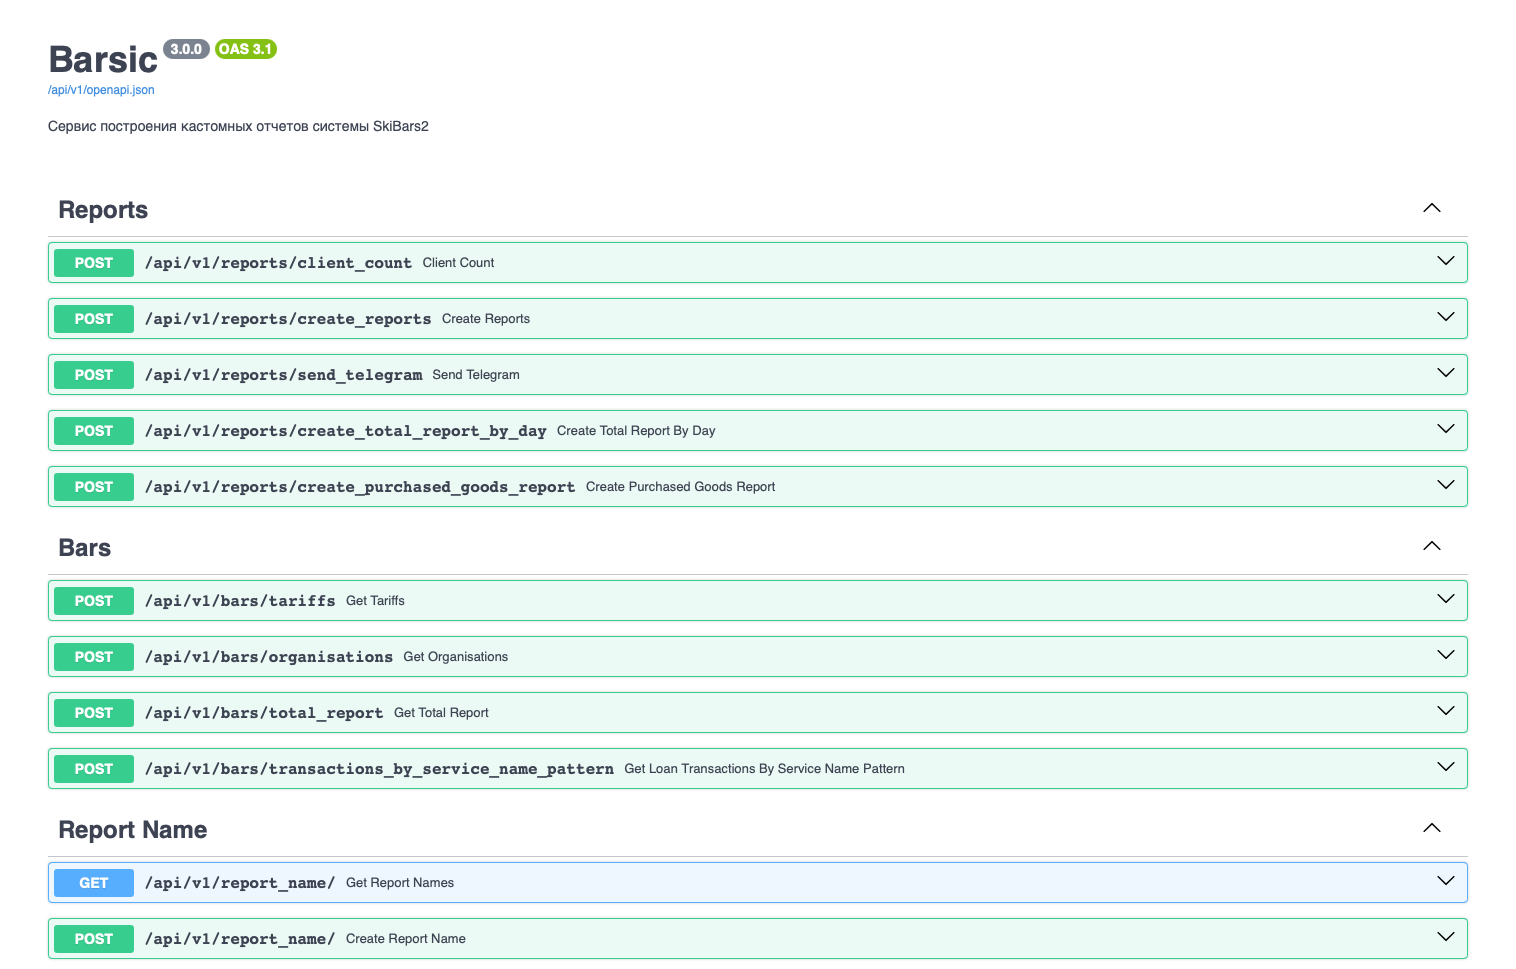 Barsic 3.0.0 OAS 3.1
/api/v1/openapi.json
Сервис построения кастомных отчетов системы SkiBars2
Reports
POST /api/v1/reports/client_count Client Count
POST /api/v1/reports/create_reports Create Reports
POST /api/v1/reports/send_telegram Send Telegram
POST /api/v1/reports/create_total_report_by_day Create Total Report By Day
POST /api/v1/reports/create_purchased_goods_report Create Purchased Goods Report
Bars
POST /api/v1/bars/tariffs Get Tariffs
POST /api/v1/bars/organisations Get Organisations
POST /api/v1/bars/total_report Get Total Report
POST /api/v1/bars/transactions_by_service_name_pattern Get Loan Transactions By Service Name Pattern
Report Name
GET /api/v1/report_name/ Get Report Names
POST /api/v1/report_name/ Create Report Name